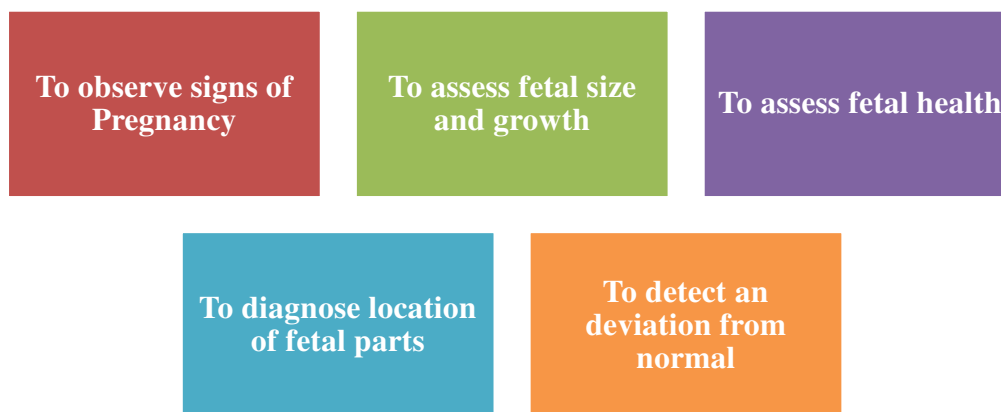 To observe signs of
Pregnancy
To assess fetal size
and growth
To assess fetal health
To diagnose location
of fetal parts
To detect an
deviation from
normal